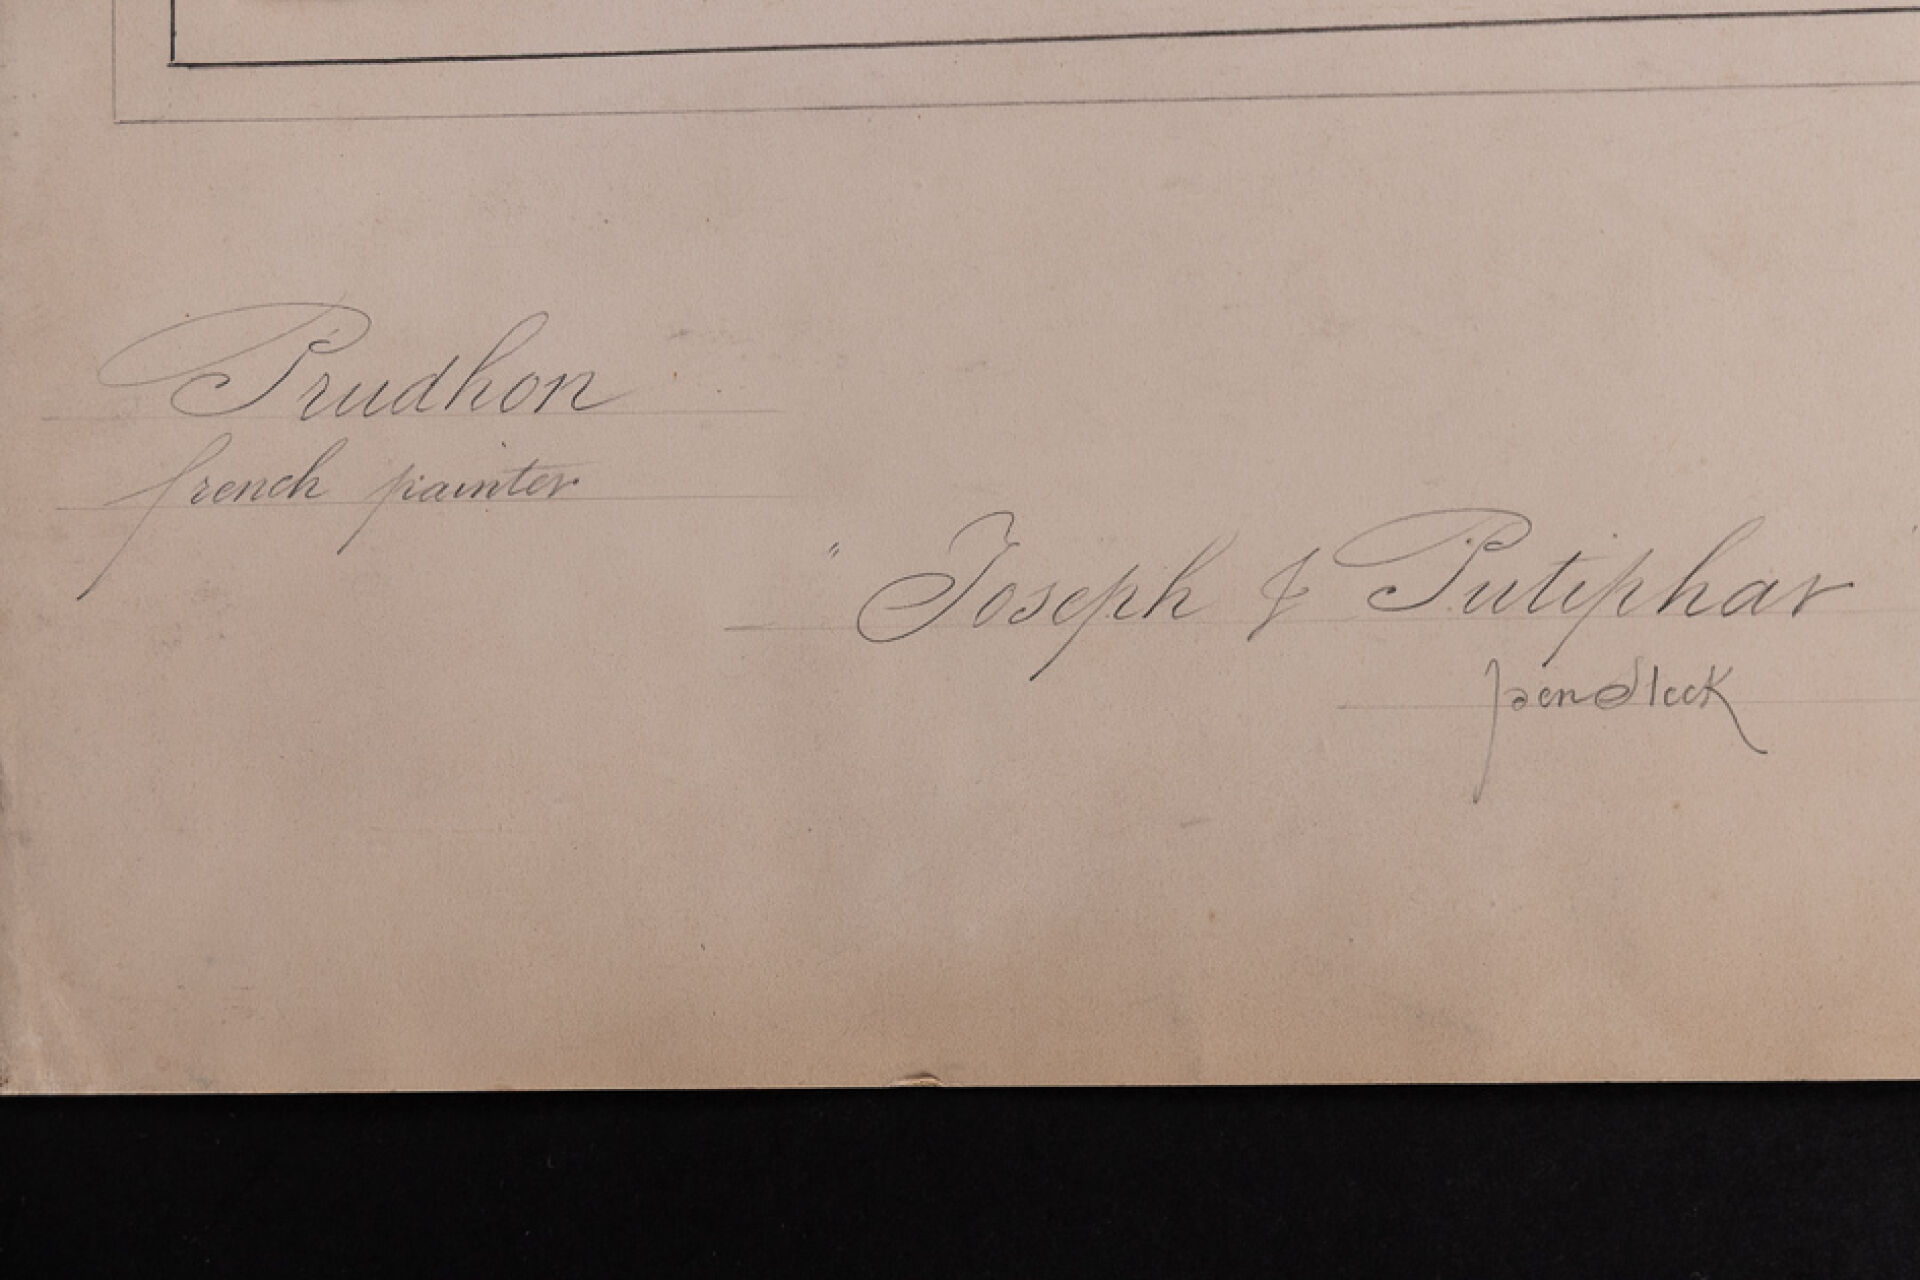 Prudhon
french painter
" Joseph & Putiphar